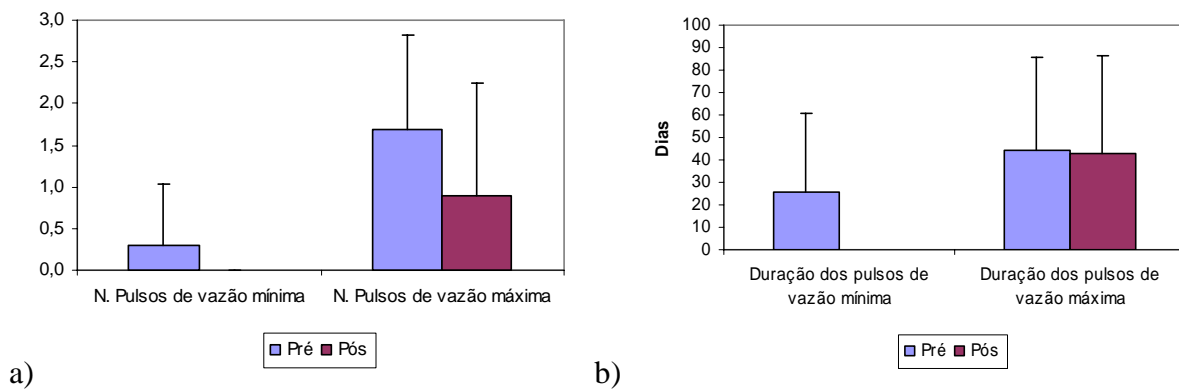 3,0
2,5
2,0
1,5
1,0
0,5
0,0
N. Pulsos de vazão mínima
N. Pulsos de vazão máxima
Pré Pós
a)
Dias
100
90
80
70
60
50
40
30
20
10
0
Duração dos pulsos de
vazão mínima
Duração dos pulsos de
vazão máxima
Pré Pós
b)